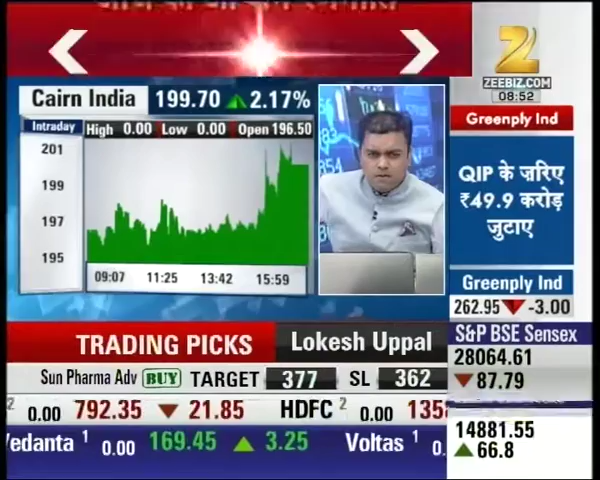 ZEEBIZ.COM
08:52
Cairn India 199.70 2.17%
Intraday High 0.00 Low 0.00 Open 196.50
201
199
197
195
09:07 11:25 13:42 15:59
Greenply Ind
QIP के जरिए
₹49.9 करोड़
जुटाए
Greenply Ind
262.95 -3.00
TRADING PICKS Lokesh Uppal
Sun Pharma Adv BUY TARGET 377 SL 362
S&P BSE Sensex
28064.61
87.79
2 0.00 792.35 21.85 HDFC 2 0.00 1358
Vedanta 1 0.00 169.45 3.25 Voltas 1 0.
14881.55
66.8